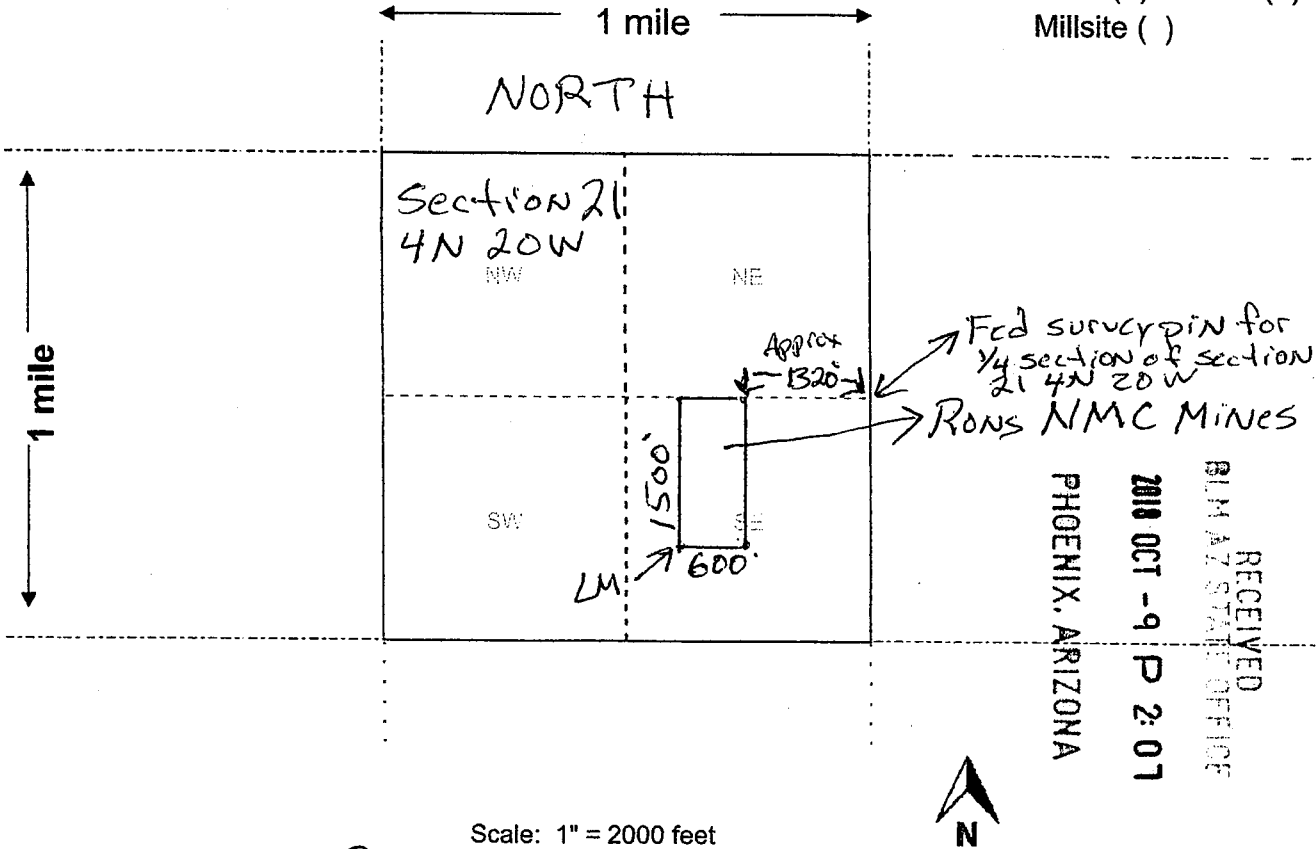 1 mile
Millsite ( )
NORTH
1 mile
Section 21
4N 20W
NW
NE
Approx
1320'
Fed survey pin for
1/4 section of section
21 4N 20W
Rons NMC Mines
1500'
SW
SE
LM
600'
RECEIVED
BLM AZ STATE OFFICE
2018 OCT -9 P 2:07
PHOENIX, ARIZONA
N
Scale: 1" = 2000 feet